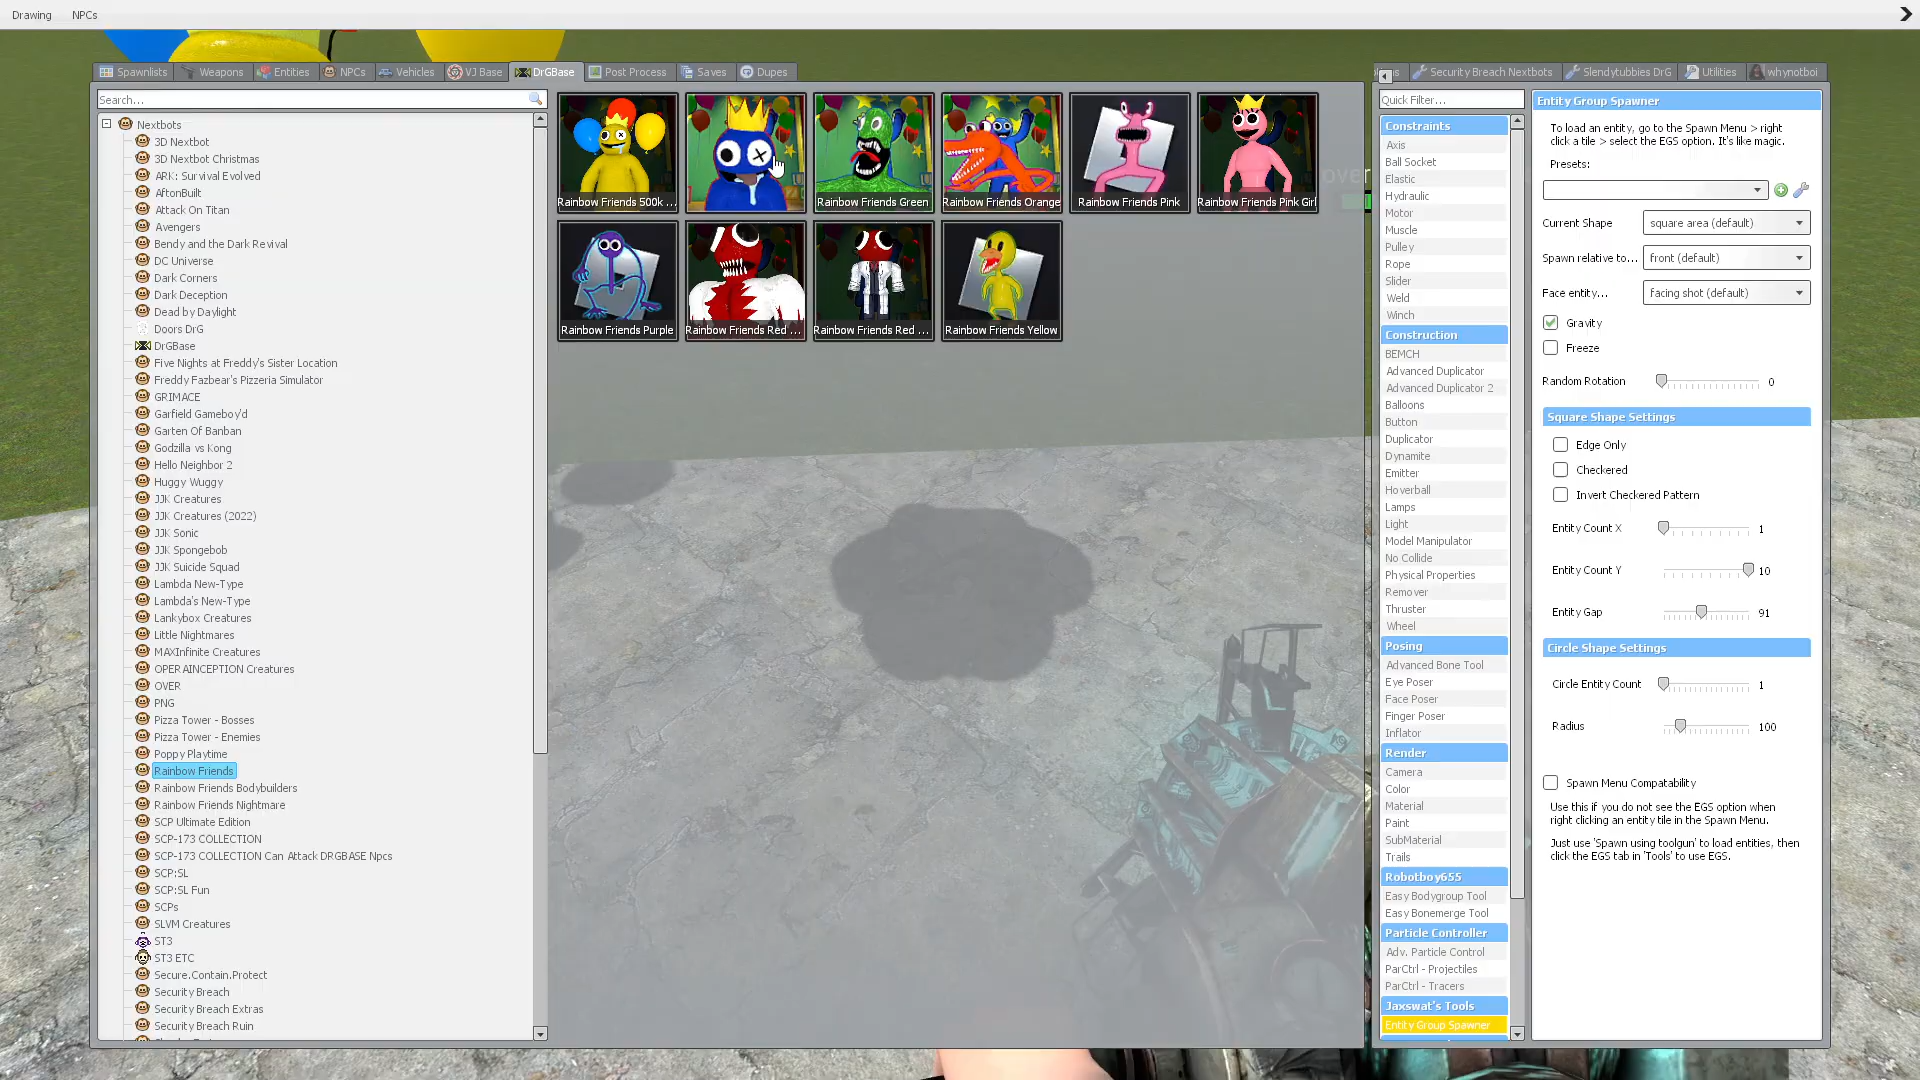 Drawing NPCs
Spawnlists Weapons Entities NPCs Vehicles VJ Base DrGBase Post Process Saves Dupes
Security Breach Nextbots Slendytubbies DrG Utilities whynotboi
Search...
Nextbots
3D Nextbot
3D Nextbot Christmas
ARK: Survival Evolved
AftonBuilt
Attack On Titan
Avengers
Bendy and the Dark Revival
DC Universe
Dark Corners
Dark Deception
Dead by Daylight
Doors DrG
DrGBase
Five Nights at Freddy's Sister Location
Freddy Fazbear's Pizzeria Simulator
GRIMACE
Garfield Gameboy'd
Garten Of Banban
Godzilla vs Kong
Hello Neighbor 2
Huggy Wuggy
JJK Creatures
JJK Creatures (2022)
JJK Sonic
JJK Spongebob
JJK Suicide Squad
Lambda New-Type
Lambda's New-Type
Lankybox Creatures
Little Nightmares
MAXInfinite Creatures
OPERAINCEPTION Creatures
OVER
PNG
Pizza Tower - Bosses
Pizza Tower - Enemies
Poppy Playtime
Rainbow Friends
Rainbow Friends Bodybuilders
Rainbow Friends Nightmare
SCP Ultimate Edition
SCP-173 COLLECTION
SCP-173 COLLECTION Can Attack DRGBASE Npcs
SCP:SL
SCP:SL Fun
SCPs
SLVM Creatures
ST3
ST3 ETC
Secure.Contain.Protect
Security Breach
Security Breach Extras
Security Breach Ruin
Rainbow Friends 500k ...
Rainbow Friends Green
Rainbow Friends Orange
Rainbow Friends Pink
Rainbow Friends Pink Girl
Rainbow Friends Purple
Rainbow Friends Red ...
Rainbow Friends Red ...
Rainbow Friends Yellow
Quick Filter...
Constraints
Axis
Ball Socket
Elastic
Hydraulic
Motor
Muscle
Pulley
Rope
Slider
Weld
Winch
Construction
BEMCH
Advanced Duplicator
Advanced Duplicator 2
Balloons
Button
Duplicator
Dynamite
Emitter
Hoverball
Lamps
Light
Model Manipulator
No Collide
Physical Properties
Remover
Thruster
Wheel
Posing
Advanced Bone Tool
Eye Poser
Face Poser
Finger Poser
Inflator
Render
Camera
Color
Material
Paint
SubMaterial
Trails
Robotboy655
Easy Bodygroup Tool
Easy Bonemerge Tool
Particle Controller
Adv. Particle Control
ParCtrl - Projectiles
ParCtrl - Tracers
Jaxswat's Tools
Entity Group Spawner
Entity Group Spawner
To load an entity, go to the Spawn Menu > right
click a tile > select the EGS option. It's like magic.
Presets:
Current Shape square area (default)
Spawn relative to... front (default)
Face entity... facing shot (default)
Gravity
Freeze
Random Rotation 0
Square Shape Settings
Edge Only
Checkered
Invert Checkered Pattern
Entity Count X 1
Entity Count Y 10
Entity Gap 91
Circle Shape Settings
Circle Entity Count 1
Radius 100
Spawn Menu Compatability
Use this if you do not see the EGS option when
right clicking an entity tile in the Spawn Menu.
Just use 'Spawn using toolgun' to load entities, then
click the EGS tab in 'Tools' to use EGS.